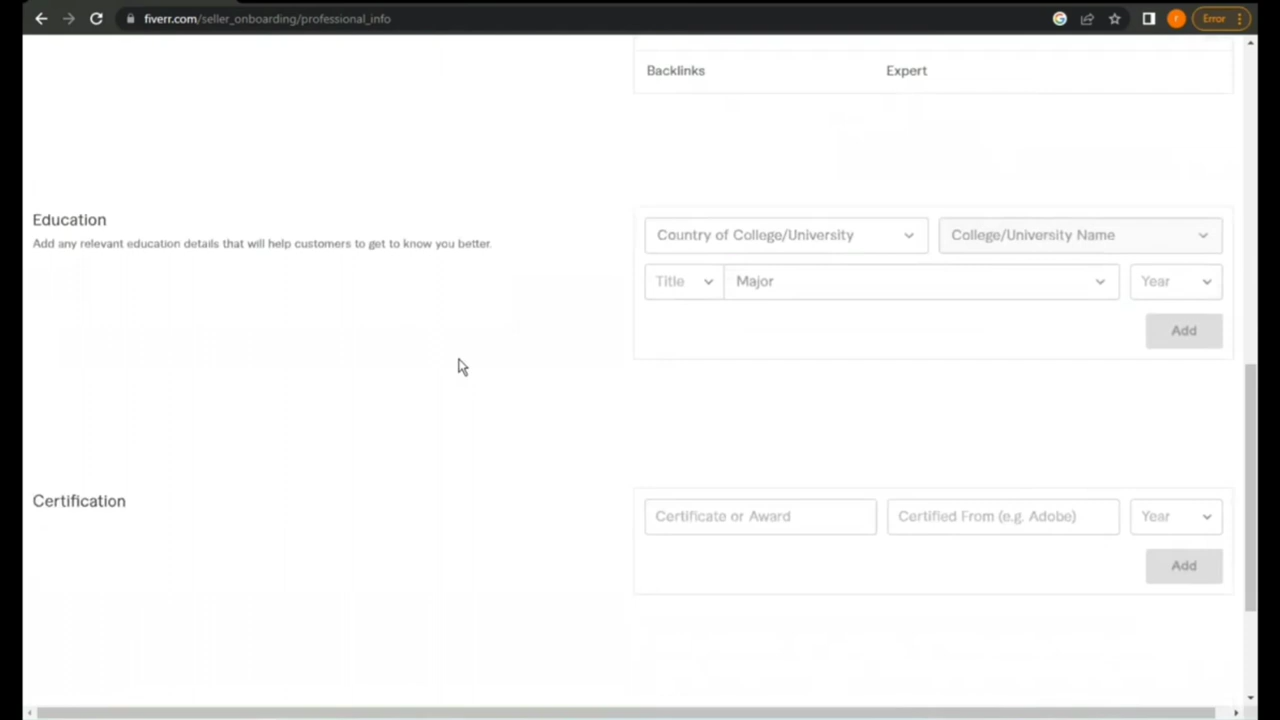 fiverr.com/seller_onboarding/professional_info
r
Error
Backlinks Expert
Education
Add any relevant education details that will help customers to get to know you better.
Country of College/University College/University Name
Title Major Year
Add
Certification
Certificate or Award Certified From (e.g. Adobe) Year
Add